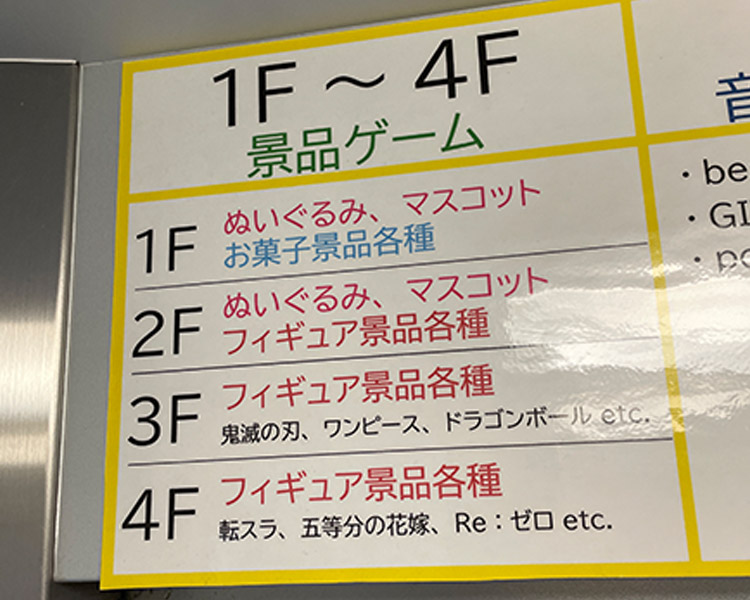 1F ～ 4F
景品ゲーム
1F
ぬいぐるみ、マスコット
お菓子景品各種
2F
ぬいぐるみ、マスコット
フィギュア景品各種
3F
フィギュア景品各種
鬼滅の刃、ワンピース、ドラゴンボール etc.
4F
フィギュア景品各種
転スラ、五等分の花嫁、Re：ゼロ etc.
音
・be
・GI
・po